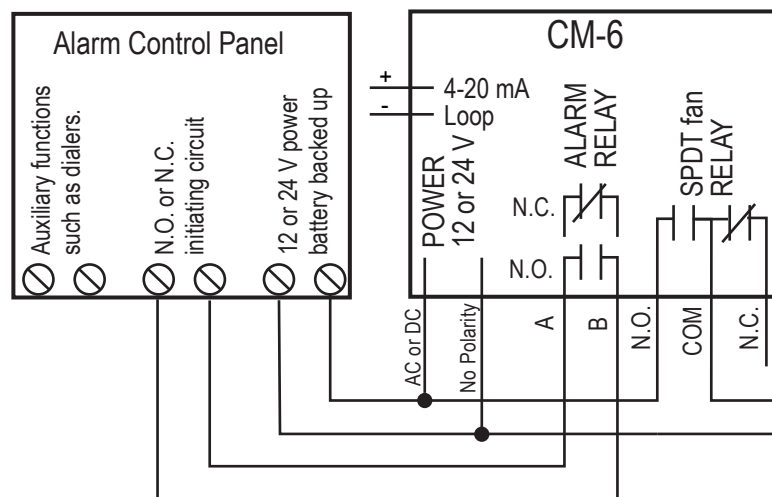 Alarm Control Panel
Auxiliary functions
such as dialers.
N.O. or N.C.
initiating circuit
12 or 24 V power
battery backed up
CM-6
+
4-20 mA
-
Loop
POWER
12 or 24 V
ALARM
RELAY
N.C.
N.O.
SPDT fan
RELAY
AC or DC
No Polarity
A
B
N.O.
COM
N.C.